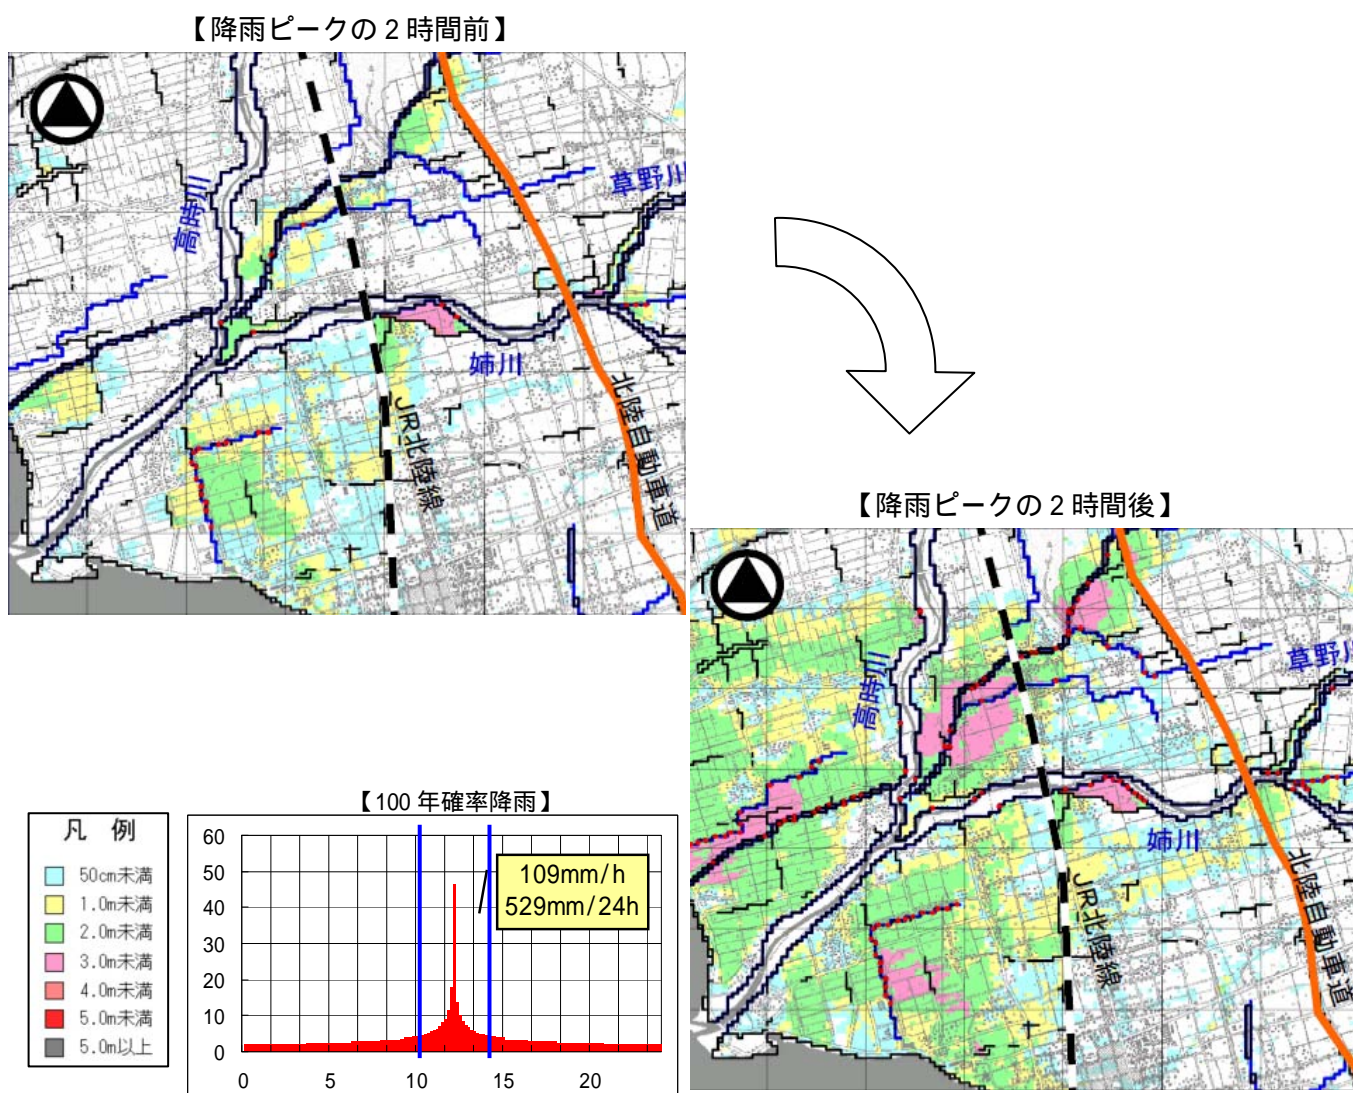 【降雨ピークの２時間前】
高時川
草野川
姉川
JR北陸線
北陸自動車道
【降雨ピークの２時間後】
高時川
草野川
姉川
JR北陸線
北陸自動車道
凡 例
50cm未満
1.0m未満
2.0m未満
3.0m未満
4.0m未満
5.0m未満
5.0m以上
【100年確率降雨】
109mm/h
529mm/24h
60
50
40
30
20
10
0
0 5 10 15 20